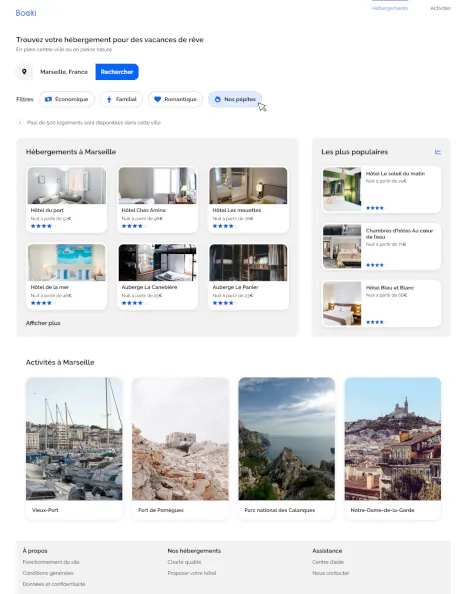 Booki
Hébergements
Activités
Trouvez votre hébergement pour des vacances de rêve
En plein centre-ville ou en pleine nature
Marseille, France
Rechercher
Filtres
Économique
Familial
Romantique
Nos pépites
Plus de 500 logements sont disponibles dans cette ville
Hébergements à Marseille
Hôtel du port
Nuit à partir de 52€
Hôtel Chez Amina
Nuit à partir de
Hôtel Les mouettes
Nuit à partir de
Hôtel de la mer
Nuit à partir de
Auberge La Canebière
Nuit à partir de 25€
Auberge Le Panier
Nuit à partir de 23€
Afficher plus
Les plus populaires
Hôtel Le soleil du matin
Nuit à partir de
Chambres d'hôtes Au cœur
de l'eau
Nuit à partir de 71€
Hôtel Bleu et Blanc
Nuit à partir de 68€
Activités à Marseille
Vieux-Port
Fort de Pomègues
Parc national des Calanques
Notre-Dame-de-la-Garde
À propos
Fonctionnement du site
Conditions générales
Données et confidentialité
Nos hébergements
Charte qualité
Proposer votre hôtel
Assistance
Centre d'aide
Nous contacter